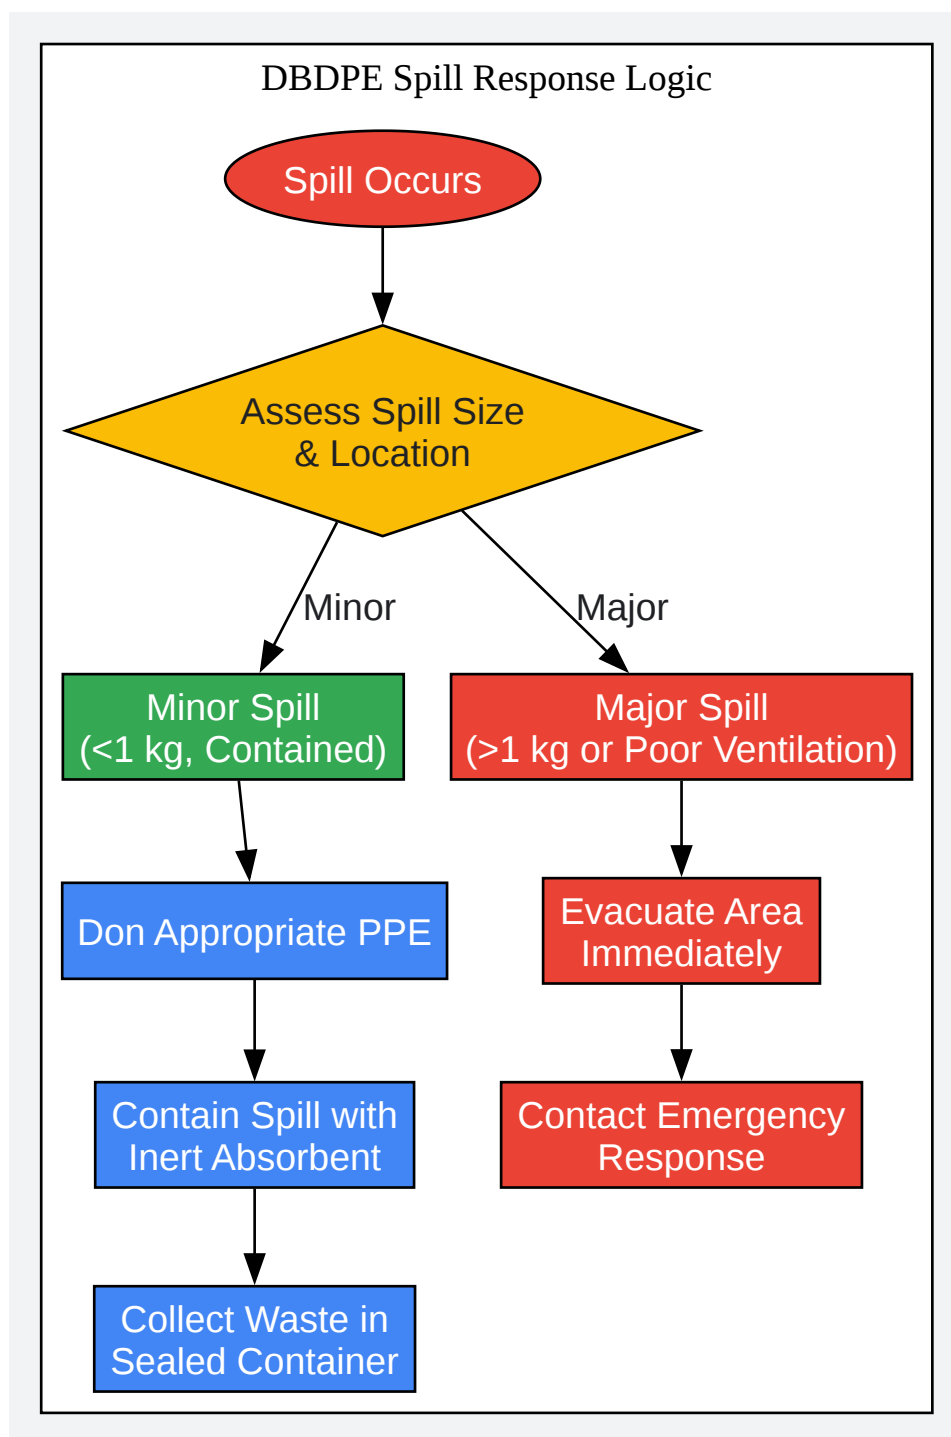 DBDPE Spill Response Logic
Spill Occurs
Assess Spill Size
& Location
Minor
Major
Minor Spill
(<1 kg, Contained)
Major Spill
(>1 kg or Poor Ventilation)
Don Appropriate PPE
Evacuate Area
Immediately
Contain Spill with
Inert Absorbent
Contact Emergency
Response
Collect Waste in
Sealed Container